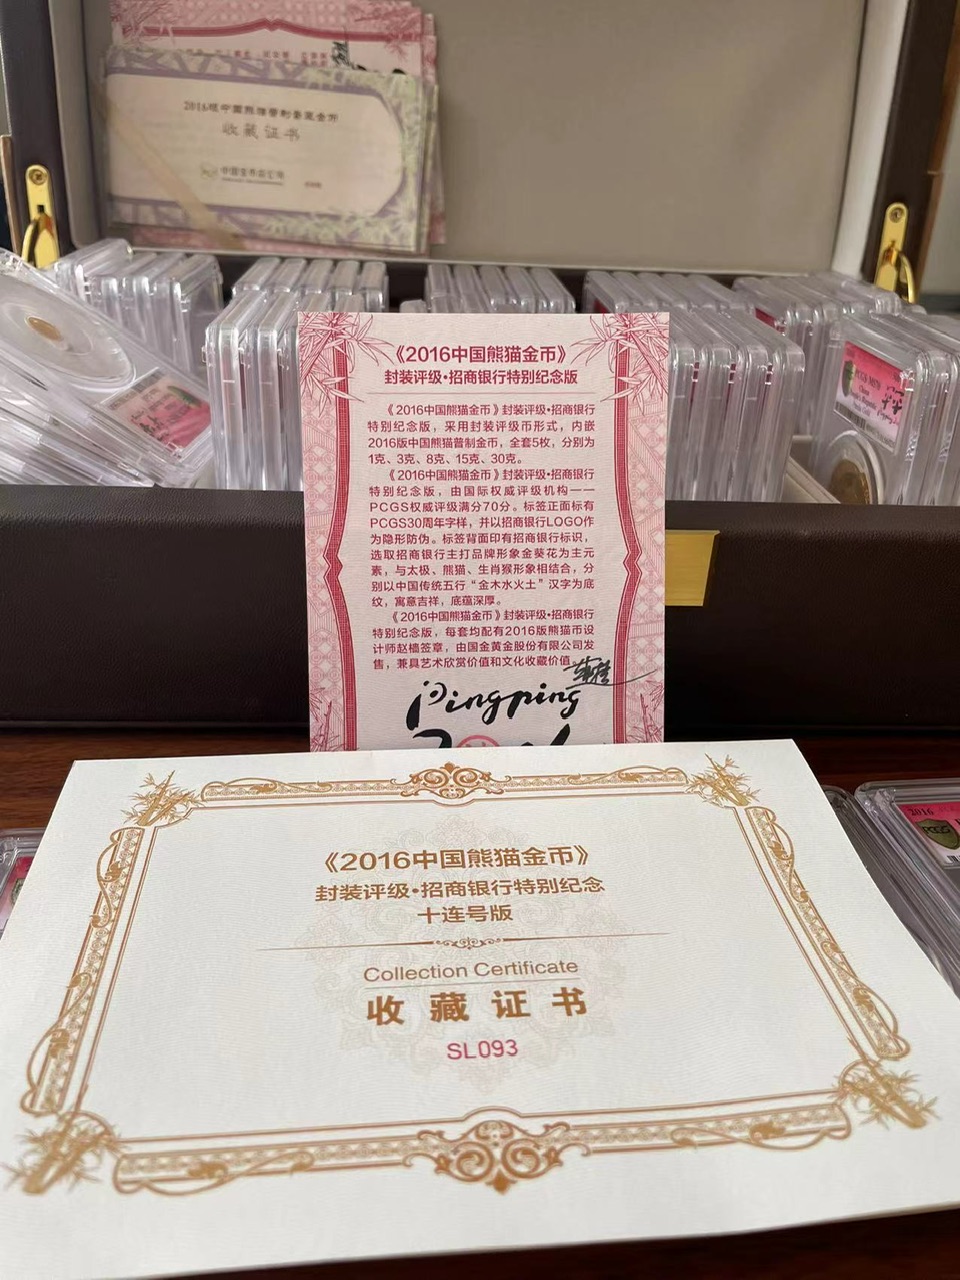 2016版中国熊猫普制套装金币
收藏证书
《2016中国熊猫金币》
封装评级·招商银行特别纪念版
《2016中国熊猫金币》封装评级·招商银行
特别纪念版，采用封装评级币形式，内嵌
2016版中国熊猫普制金币，全套5枚，分别为
1克、3克、8克、15克、30克。
《2016中国熊猫金币》封装评级·招商银行
特别纪念版，由国际权威评级机构——
PCGS权威评级满分70分。标签正面标有
PCGS30周年字样，并以招商银行LOGO作
为隐形防伪。标签背面印有招商银行标识，
选取招商银行主打品牌形象金葵花为主元
素，与太极、熊猫、生肖猴形象相结合，分
别以中国传统五行“金木水火土”汉字为底
纹，寓意吉祥，底蕴深厚。
《2016中国熊猫金币》封装评级·招商银行
特别纪念版，每套均配有2016版熊猫币设
计师赵樯签章，由国金黄金股份有限公司发
售，兼具艺术欣赏价值和文化收藏价值
Pingping
PCGS MS70
China
2016
PCGS
《2016中国熊猫金币》
封装评级·招商银行特别纪念
十连号版
Collection Certificate
收藏证书
SL093